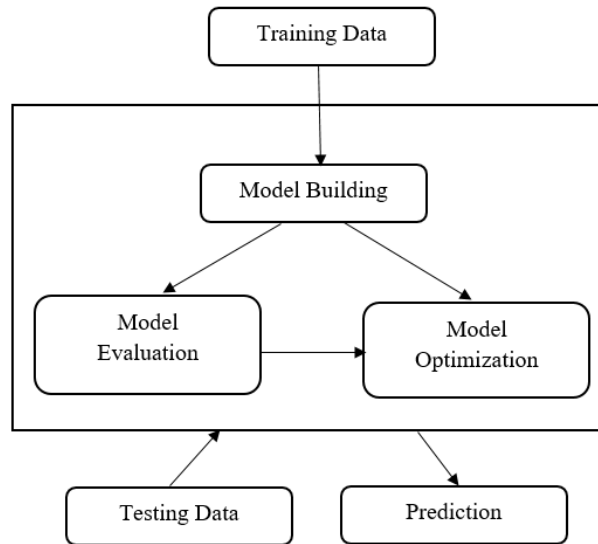 Training Data
Model Building
Model
Evaluation
Model
Optimization
Testing Data
Prediction